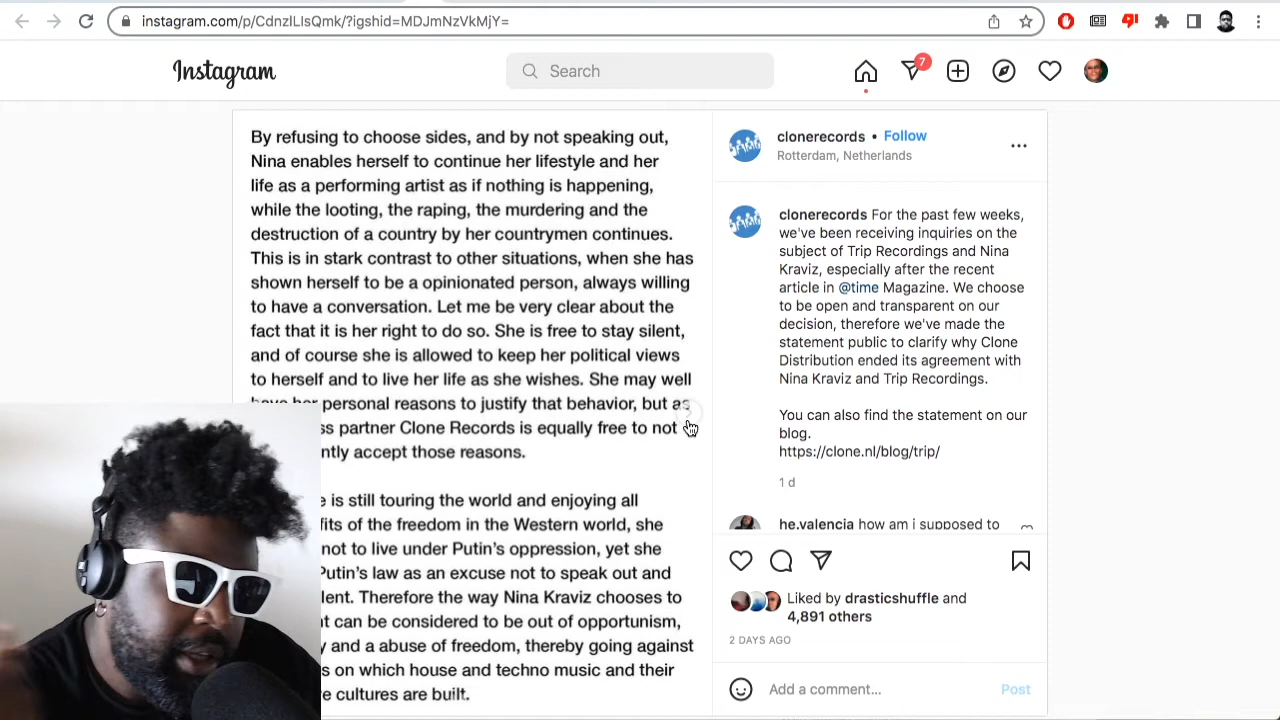 instagram.com/p/CdnzILlsQmk/?igshid=MDJmNzVkMjY=
Instagram
Search
7
By refusing to choose sides, and by not speaking out,
Nina enables herself to continue her lifestyle and her
life as a performing artist as if nothing is happening,
while the looting, the raping, the murdering and the
destruction of a country by her countrymen continues.
This is in stark contrast to other situations, when she has
shown herself to be a opinionated person, always willing
to have a conversation. Let me be very clear about the
fact that it is her right to do so. She is free to stay silent,
and of course she is allowed to keep her political views
to herself and to live her life as she wishes. She may well
have her personal reasons to justify that behavior, but as
ss partner Clone Records is equally free to not
ntly accept those reasons.
e is still touring the world and enjoying all
fits of the freedom in the Western world, she
not to live under Putin's oppression, yet she
Putin's law as an excuse not to speak out and
lent. Therefore the way Nina Kraviz chooses to
t can be considered to be out of opportunism,
y and a abuse of freedom, thereby going against
s on which house and techno music and their
e cultures are built.
clonerecords • Follow
Rotterdam, Netherlands
clonerecords For the past few weeks,
we've been receiving inquiries on the
subject of Trip Recordings and Nina
Kraviz, especially after the recent
article in @time Magazine. We choose
to be open and transparent on our
decision, therefore we've made the
statement public to clarify why Clone
Distribution ended its agreement with
Nina Kraviz and Trip Recordings.
You can also find the statement on our
blog.
https://clone.nl/blog/trip/
1 d
he.valencia how am i supposed to
Liked by drasticshuffle and
4,891 others
2 DAYS AGO
Add a comment...
Post